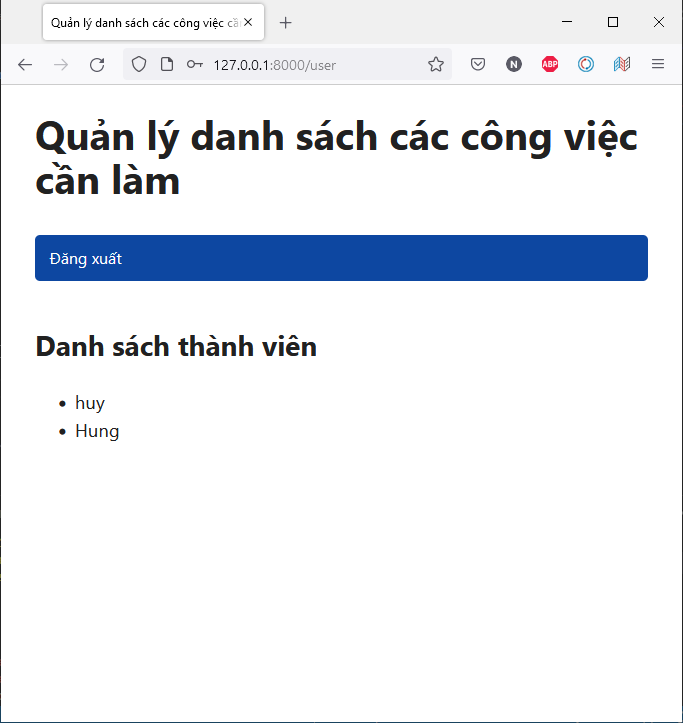 Quản lý danh sách các công việc cần
127.0.0.1:8000/user
N
ABP
Quản lý danh sách các công việc
cần làm
Đăng xuất
Danh sách thành viên
huy
Hung